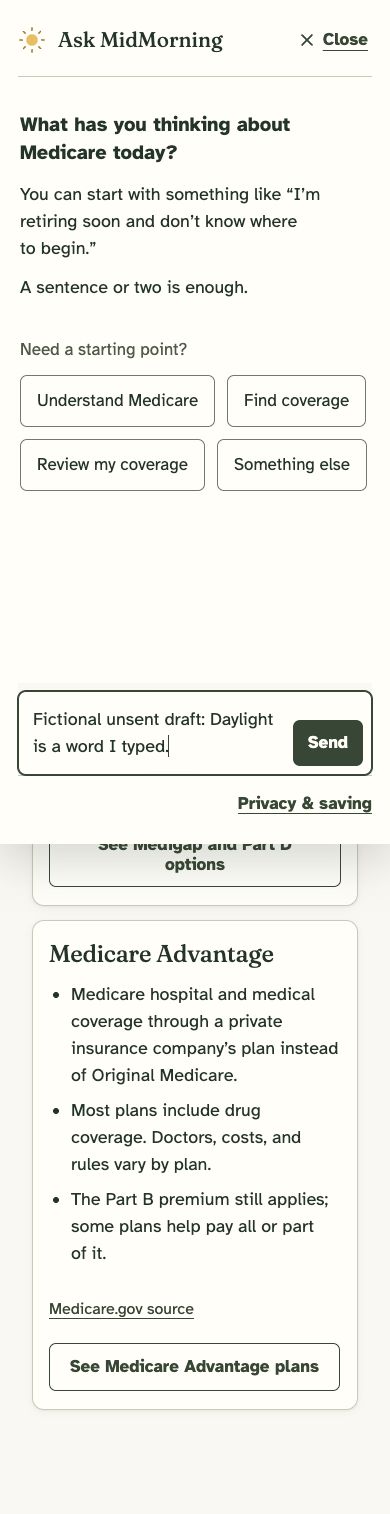 Ask MidMorning
Close
What has you thinking about
Medicare today?
You can start with something like “I’m
retiring soon and don’t know where
to begin.”
A sentence or two is enough.
Need a starting point?
Understand Medicare
Find coverage
Review my coverage
Something else
Fictional unsent draft: Daylight
is a word I typed.
Send
Privacy & saving
See Medigap and Part D
options
Medicare Advantage
Medicare hospital and medical
coverage through a private
insurance company’s plan instead
of Original Medicare.
Most plans include drug
coverage. Doctors, costs, and
rules vary by plan.
The Part B premium still applies;
some plans help pay all or part
of it.
Medicare.gov source
See Medicare Advantage plans